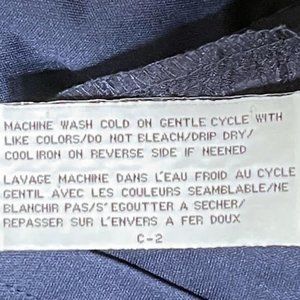 MACHINE WASH COLD ON GENTLE CYCLE WITH
LIKE COLORS/DO NOT BLEACH/DRIP DRY/
COOL IRON ON REVERSE SIDE IF NEENED
LAVAGE MACHINE DANS L'EAU FROID AU CYCLE
GENTIL AVEC LES COULEURS SEAMBLABLE/NE
BLANCHIR PAS/S'EGOUTTER A SECHER/
REPASSER SUR L'ENVERS A FER DOUX
C-2